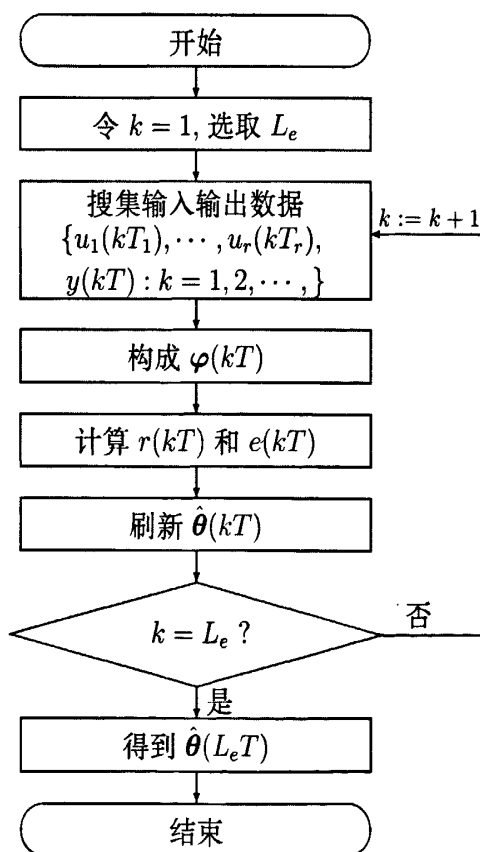 开始
令 k = 1, 选取 L_e
搜集输入输出数据
{u_1(kT_1), ⋯, u_r(kT_r),
y(kT) : k = 1, 2, ⋯, }
k := k + 1
构成 φ(kT)
计算 r(kT) 和 e(kT)
刷新 θ̂(kT)
k = L_e ?
否
是
得到 θ̂(L_eT)
结束